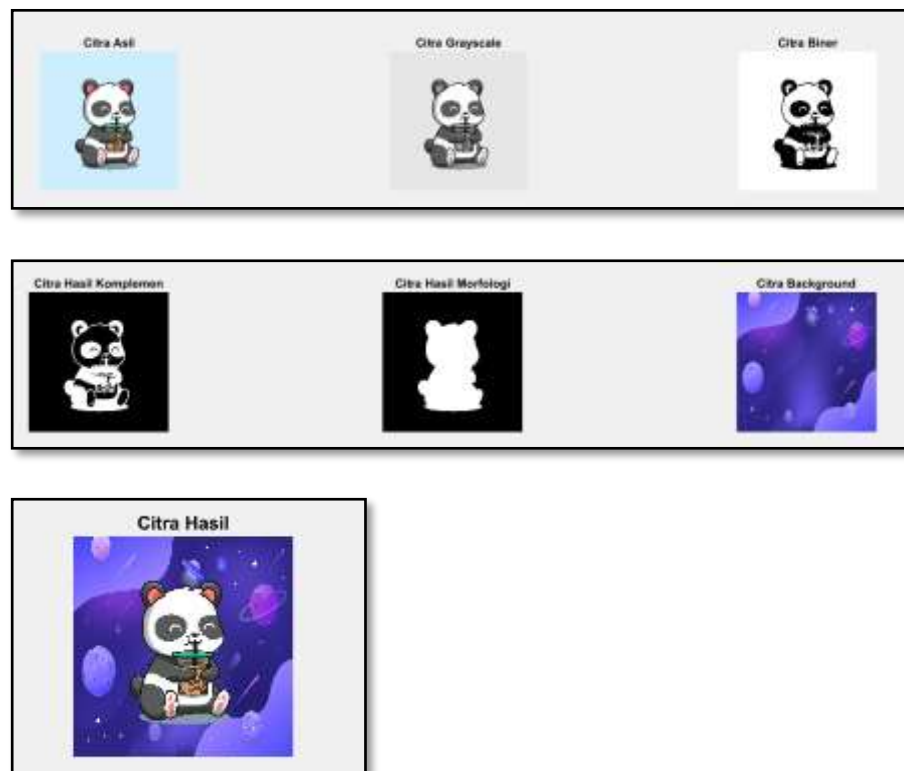 Citra Asli
Citra Grayscale
Citra Biner
Citra Hasil Komplemen
Citra Hasil Morfologi
Citra Background
Citra Hasil